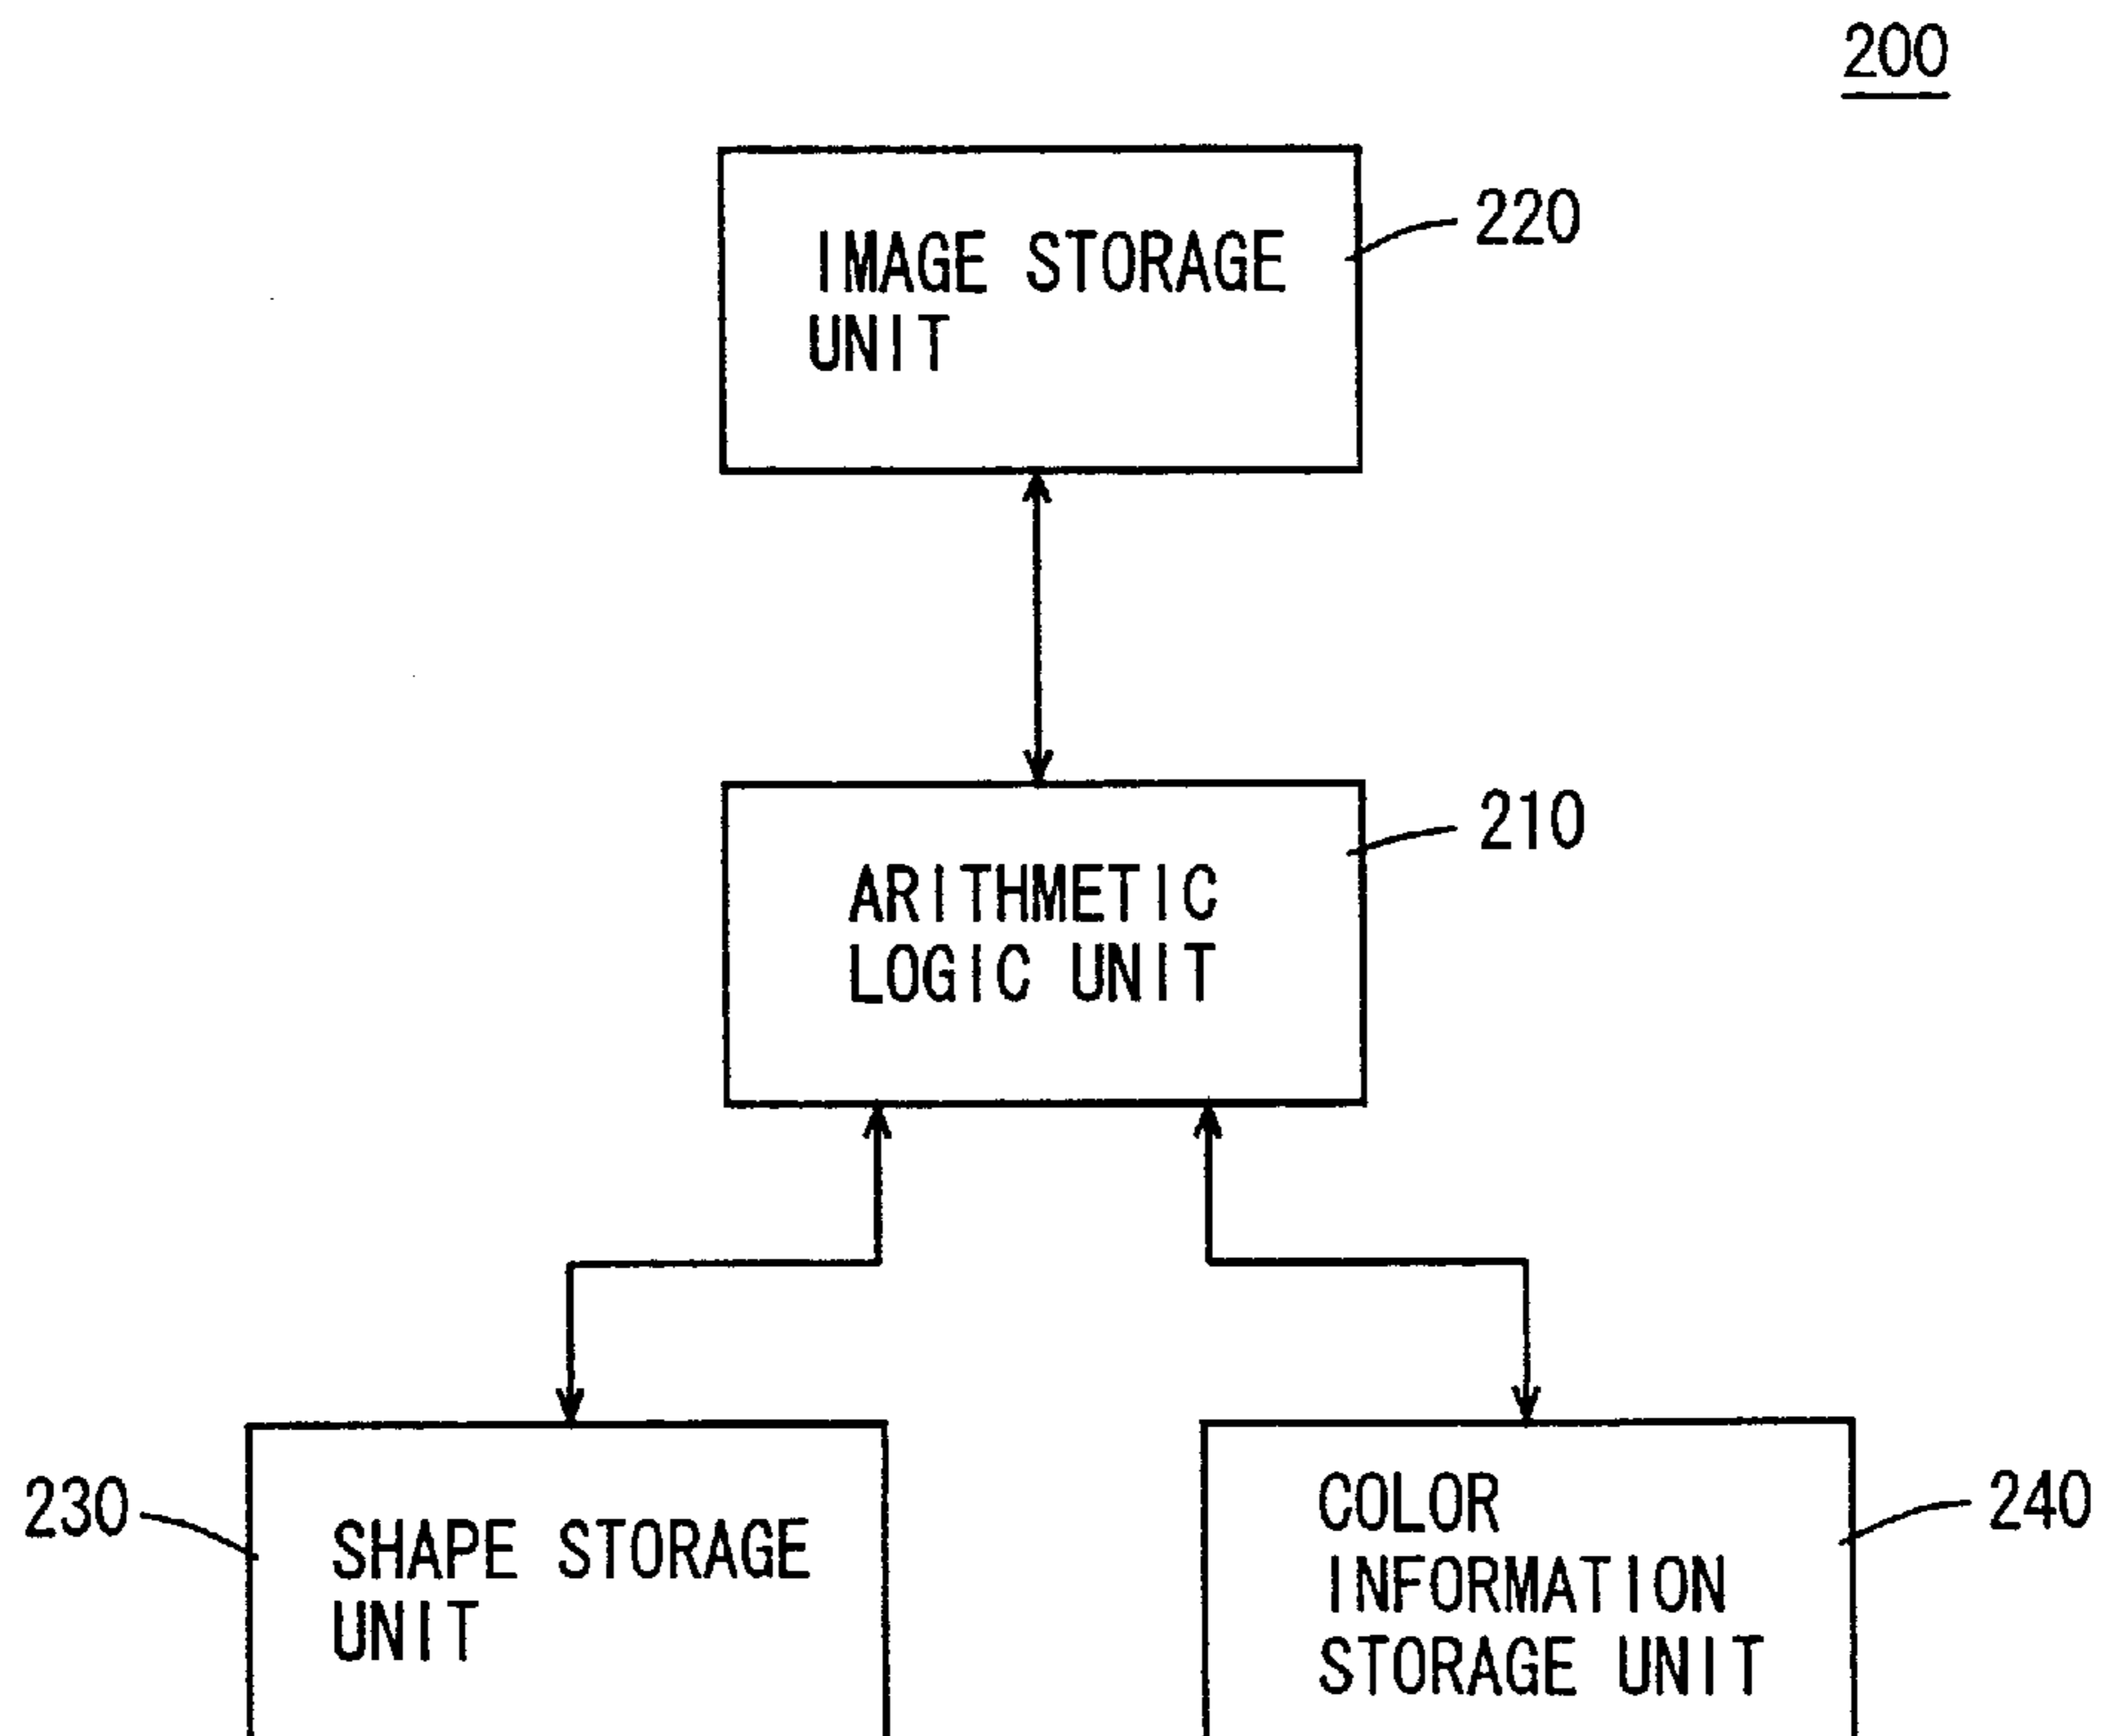 200
IMAGE STORAGE
UNIT
220
210
ARITHMETIC
LOGIC UNIT
230
SHAPE STORAGE
UNIT
COLOR
INFORMATION
STORAGE UNIT
240